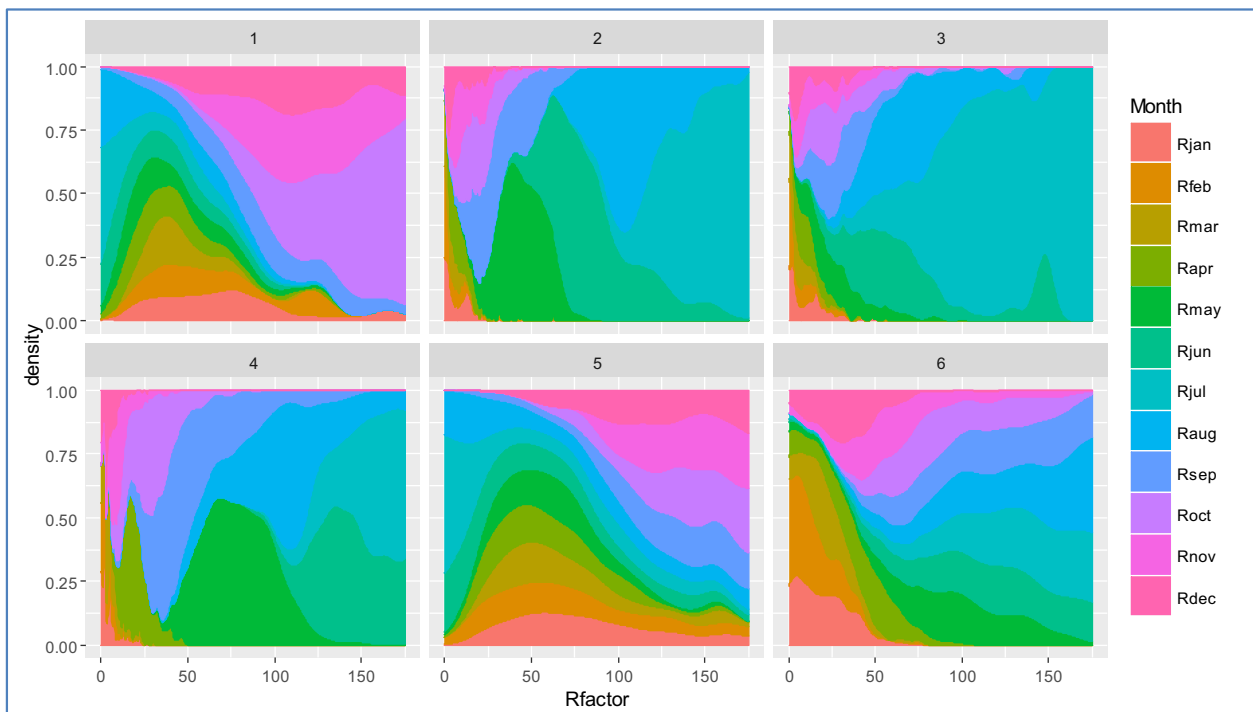 1 2 3
1.00
0.75
0.50
0.25
0.00
4 5 6
1.00
0.75
0.50
0.25
0.00
0 50 100 150 0 50 100 150 0 50 100 150
Rfactor
density
Month
Rjan
Rfeb
Rmar
Rapr
Rmay
Rjun
Rjul
Raug
Rsep
Roct
Rnov
Rdec